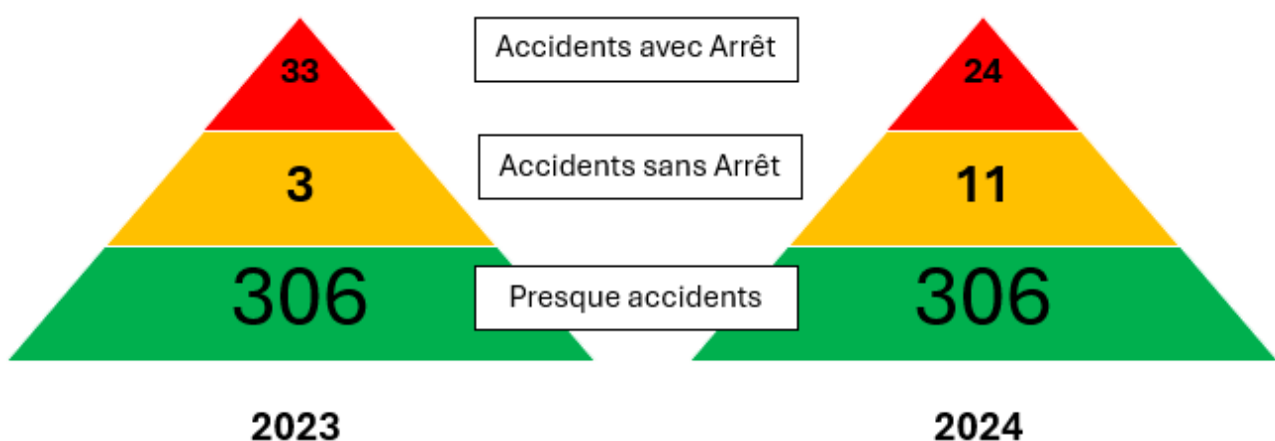 33
Accidents avec Arrêt
24
3
Accidents sans Arrêt
11
306
Presque accidents
306
2023
2024